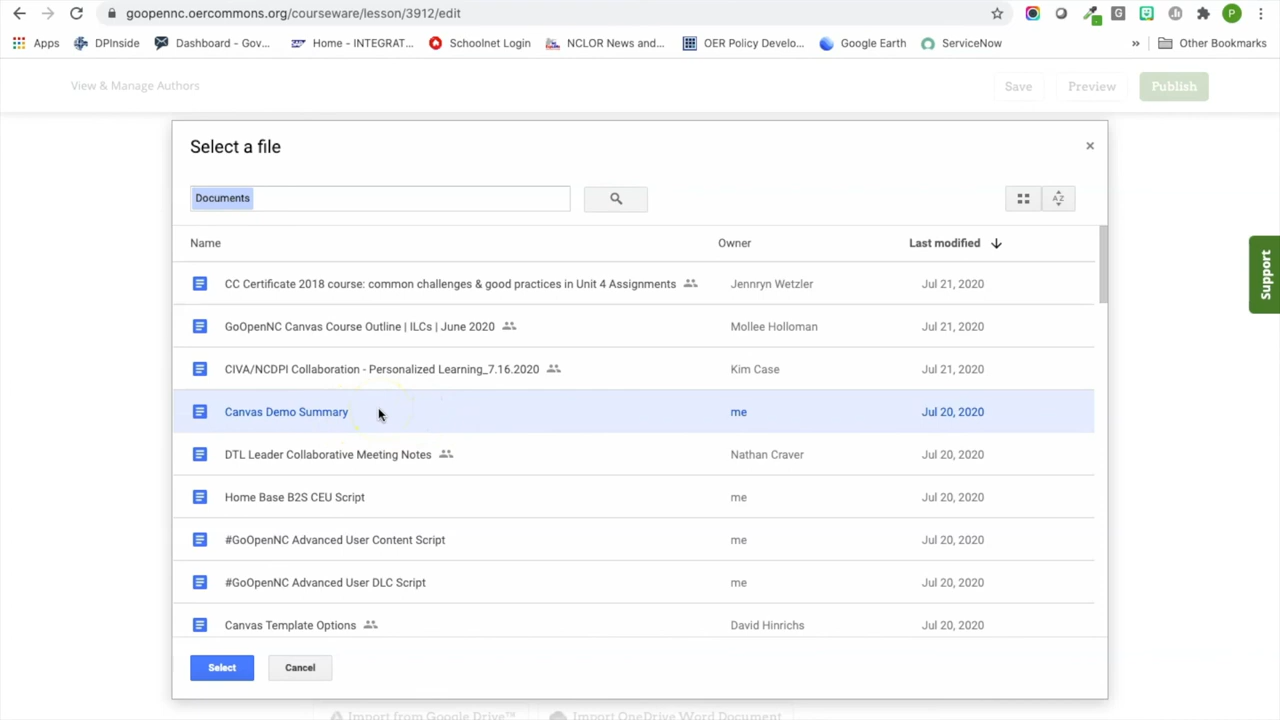 goopennc.oercommons.org/courseware/lesson/3912/edit
P
Apps DPInside Dashboard - Gov... Home - INTEGRAT... Schoolnet Login NCLOR News and... OER Policy Develo... Google Earth ServiceNow » Other Bookmarks
View & Manage Authors Save Preview Publish
Select a file ×
Documents
Name Owner Last modified
CC Certificate 2018 course: common challenges & good practices in Unit 4 Assignments Jennryn Wetzler Jul 21, 2020
GoOpenNC Canvas Course Outline | ILCs | June 2020 Mollee Holloman Jul 21, 2020
CIVA/NCDPI Collaboration - Personalized Learning_7.16.2020 Kim Case Jul 21, 2020
Canvas Demo Summary me Jul 20, 2020
DTL Leader Collaborative Meeting Notes Nathan Craver Jul 20, 2020
Home Base B2S CEU Script me Jul 20, 2020
#GoOpenNC Advanced User Content Script me Jul 20, 2020
#GoOpenNC Advanced User DLC Script me Jul 20, 2020
Canvas Template Options David Hinrichs Jul 20, 2020
Select Cancel
Import from Google Drive™ Import OneDrive Word Document
Support